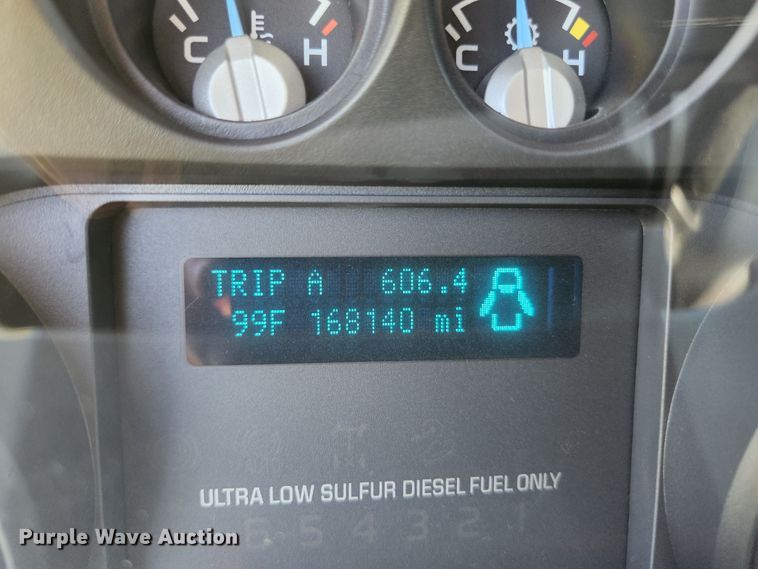 C H C H
TRIP A 606.4
99F 168140 mi
AUTO
ULTRA LOW SULFUR DIESEL FUEL ONLY
6 5 4 3 2 1
Purple Wave Auction